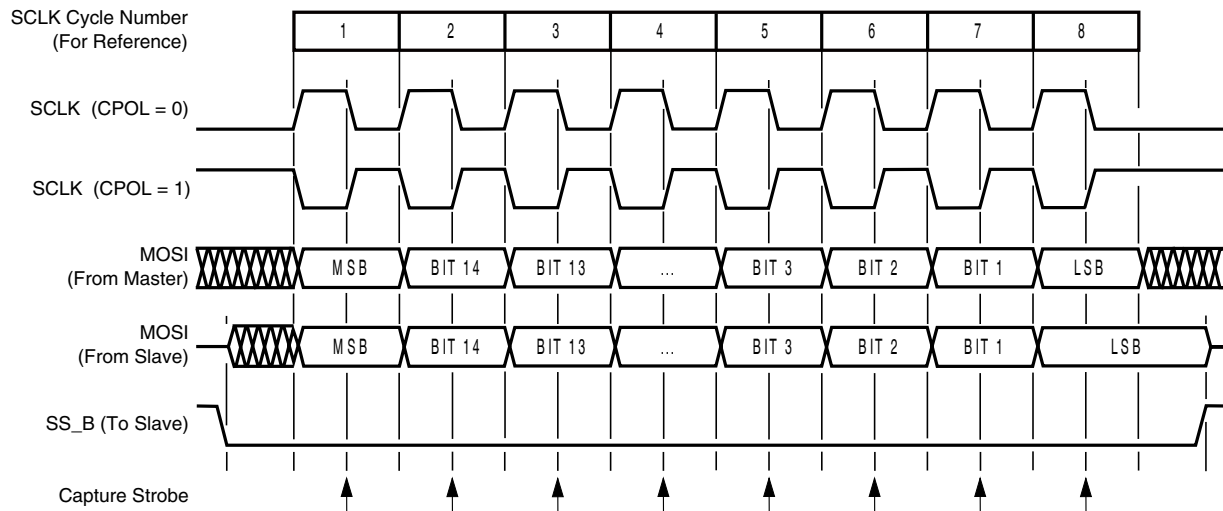 SCLK Cycle Number
(For Reference)
1 2 3 4 5 6 7 8
SCLK (CPOL = 0)
SCLK (CPOL = 1)
MOSI
(From Master)
MSB BIT 14 BIT 13 ... BIT 3 BIT 2 BIT 1 LSB
MOSI
(From Slave)
MSB BIT 14 BIT 13 ... BIT 3 BIT 2 BIT 1 LSB
SS_B (To Slave)
Capture Strobe